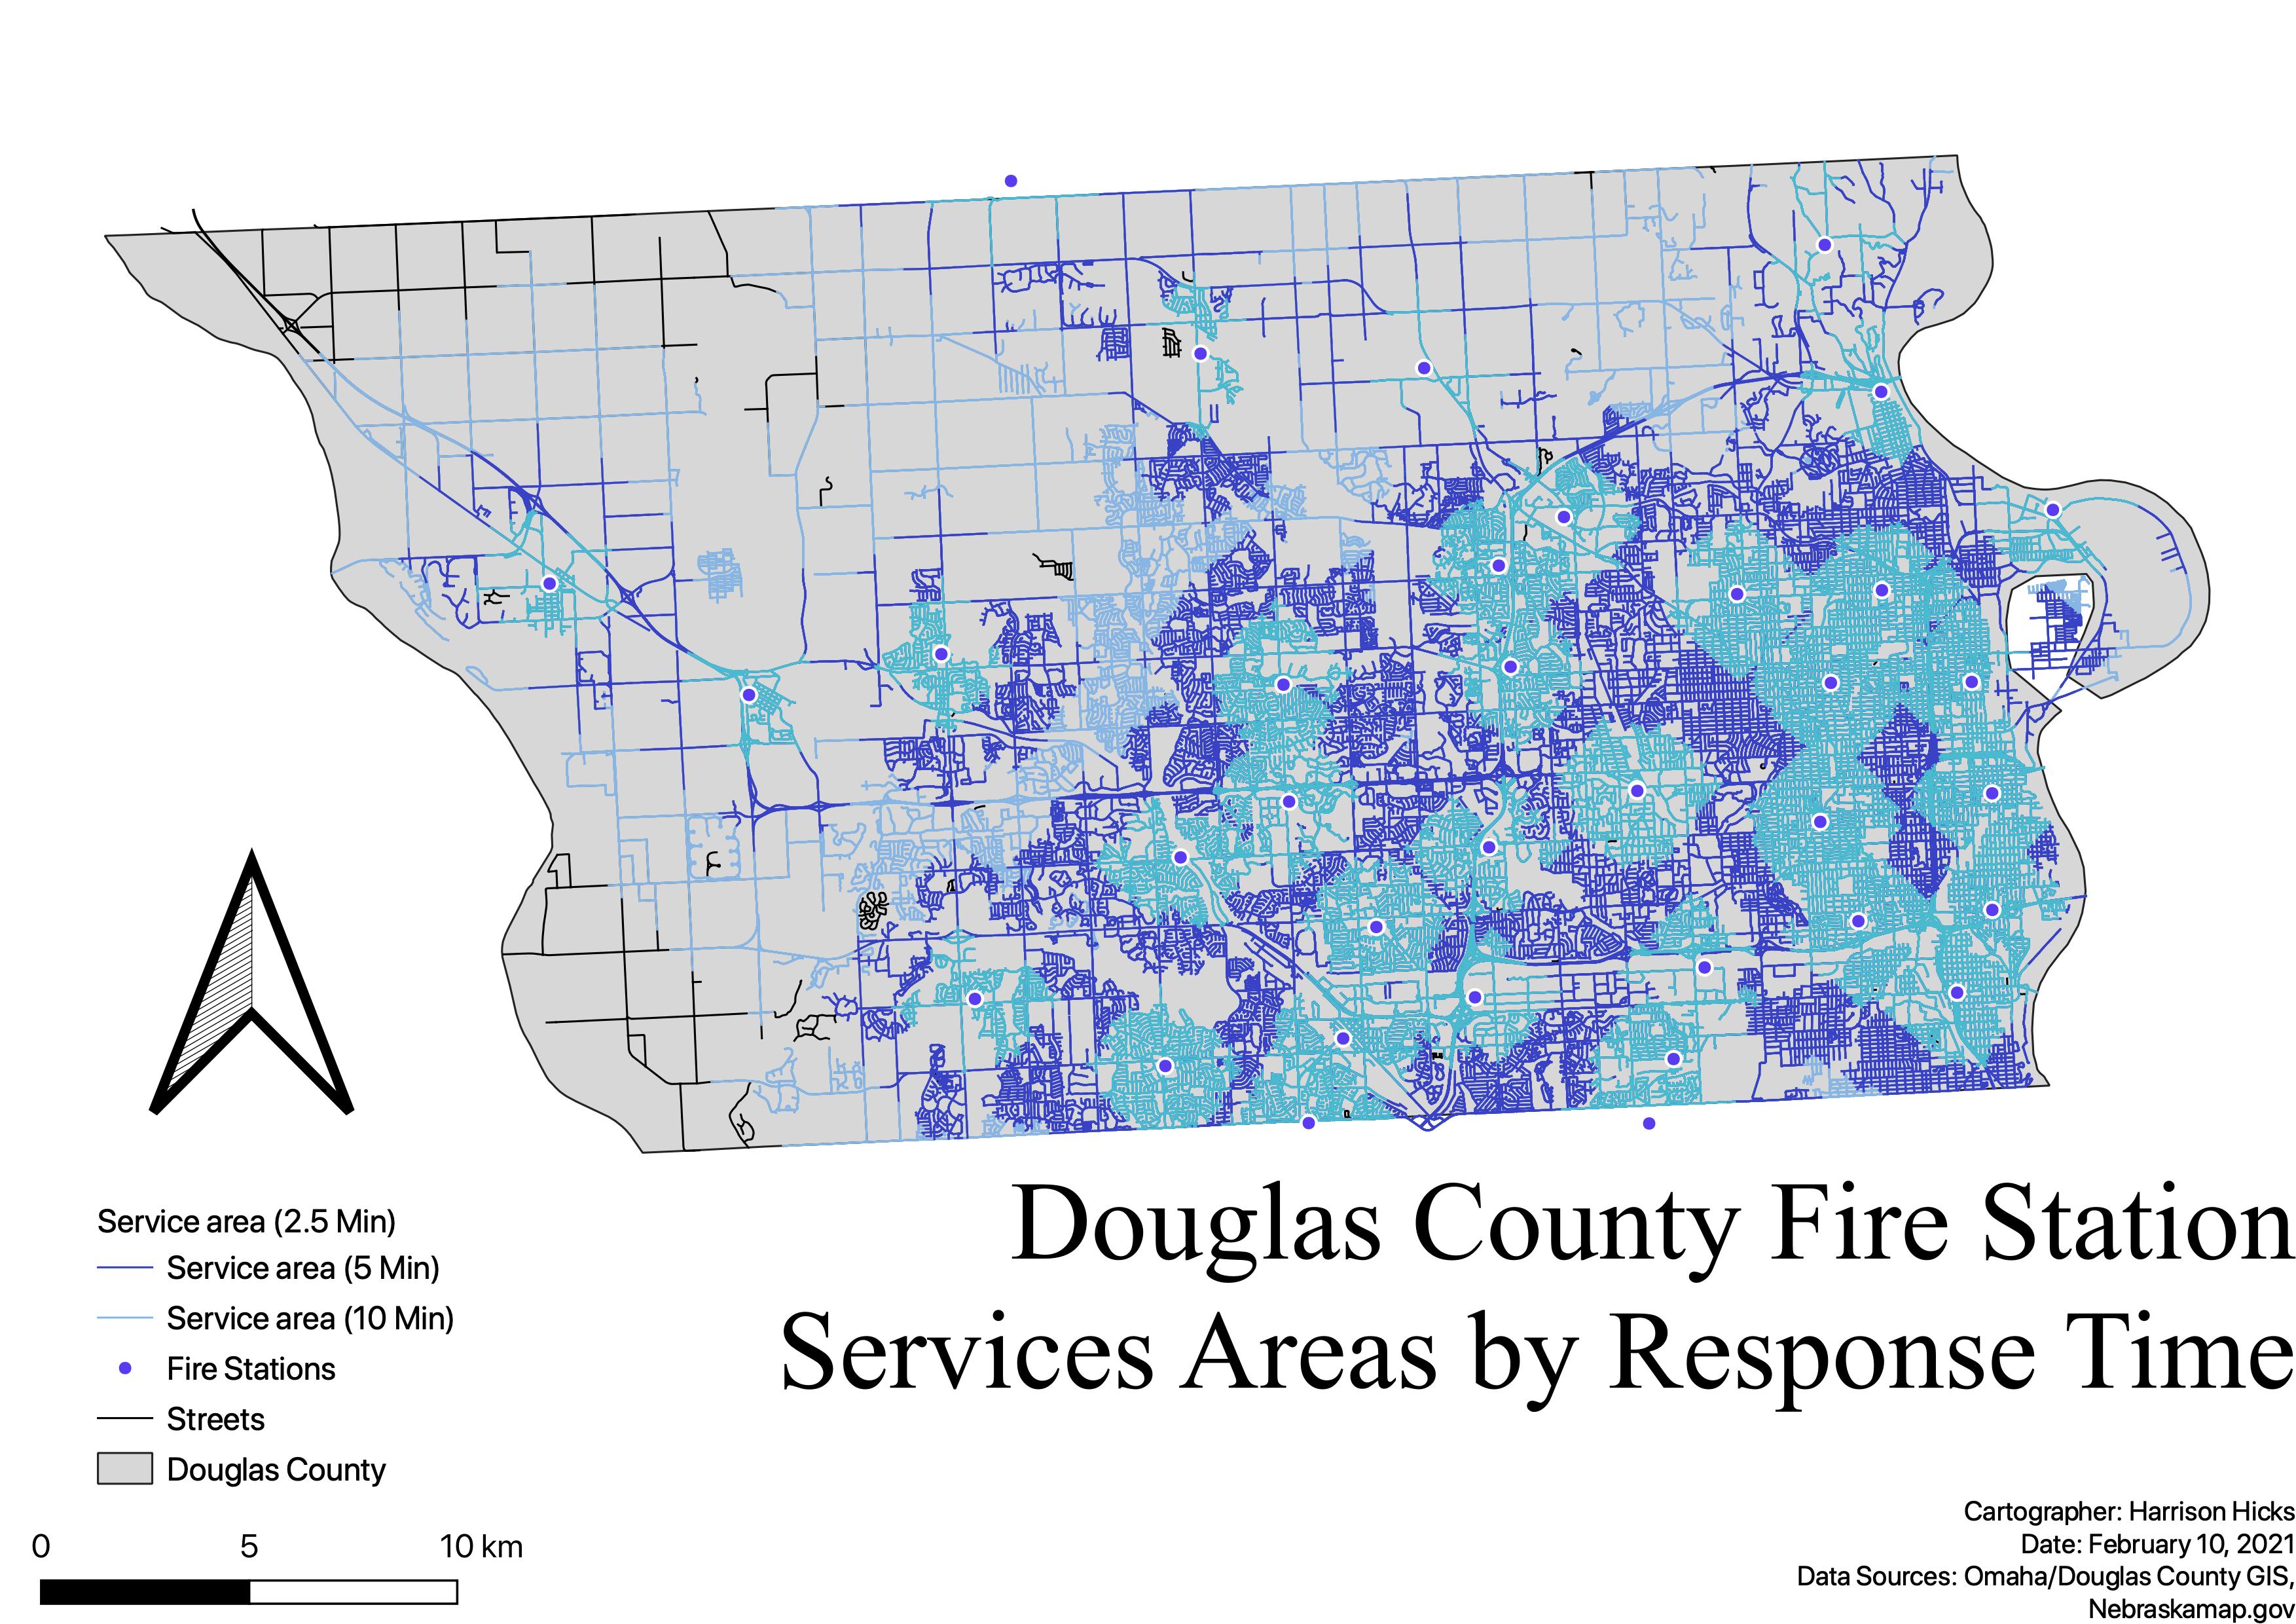 Douglas County Fire Station
Services Areas by Response Time
Service area (2.5 Min)
Service area (5 Min)
Service area (10 Min)
Fire Stations
Streets
Douglas County
0 5 10 km
Cartographer: Harrison Hicks
Date: February 10, 2021
Data Sources: Omaha/Douglas County GIS,
Nebraskamap.gov